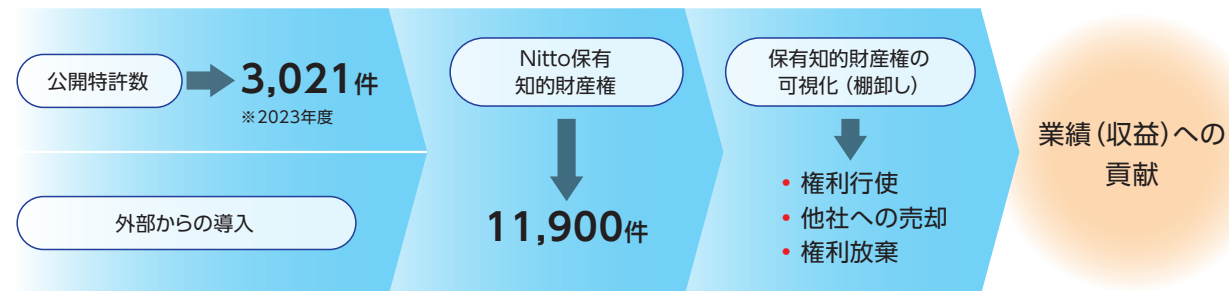 公開特許数
3,021件
※2023年度
外部からの導入
Nitto保有
知的財産権
11,900件
保有知的財産権の
可視化（棚卸し）
• 権利行使
• 他社への売却
• 権利放棄
業績（収益）への
貢献